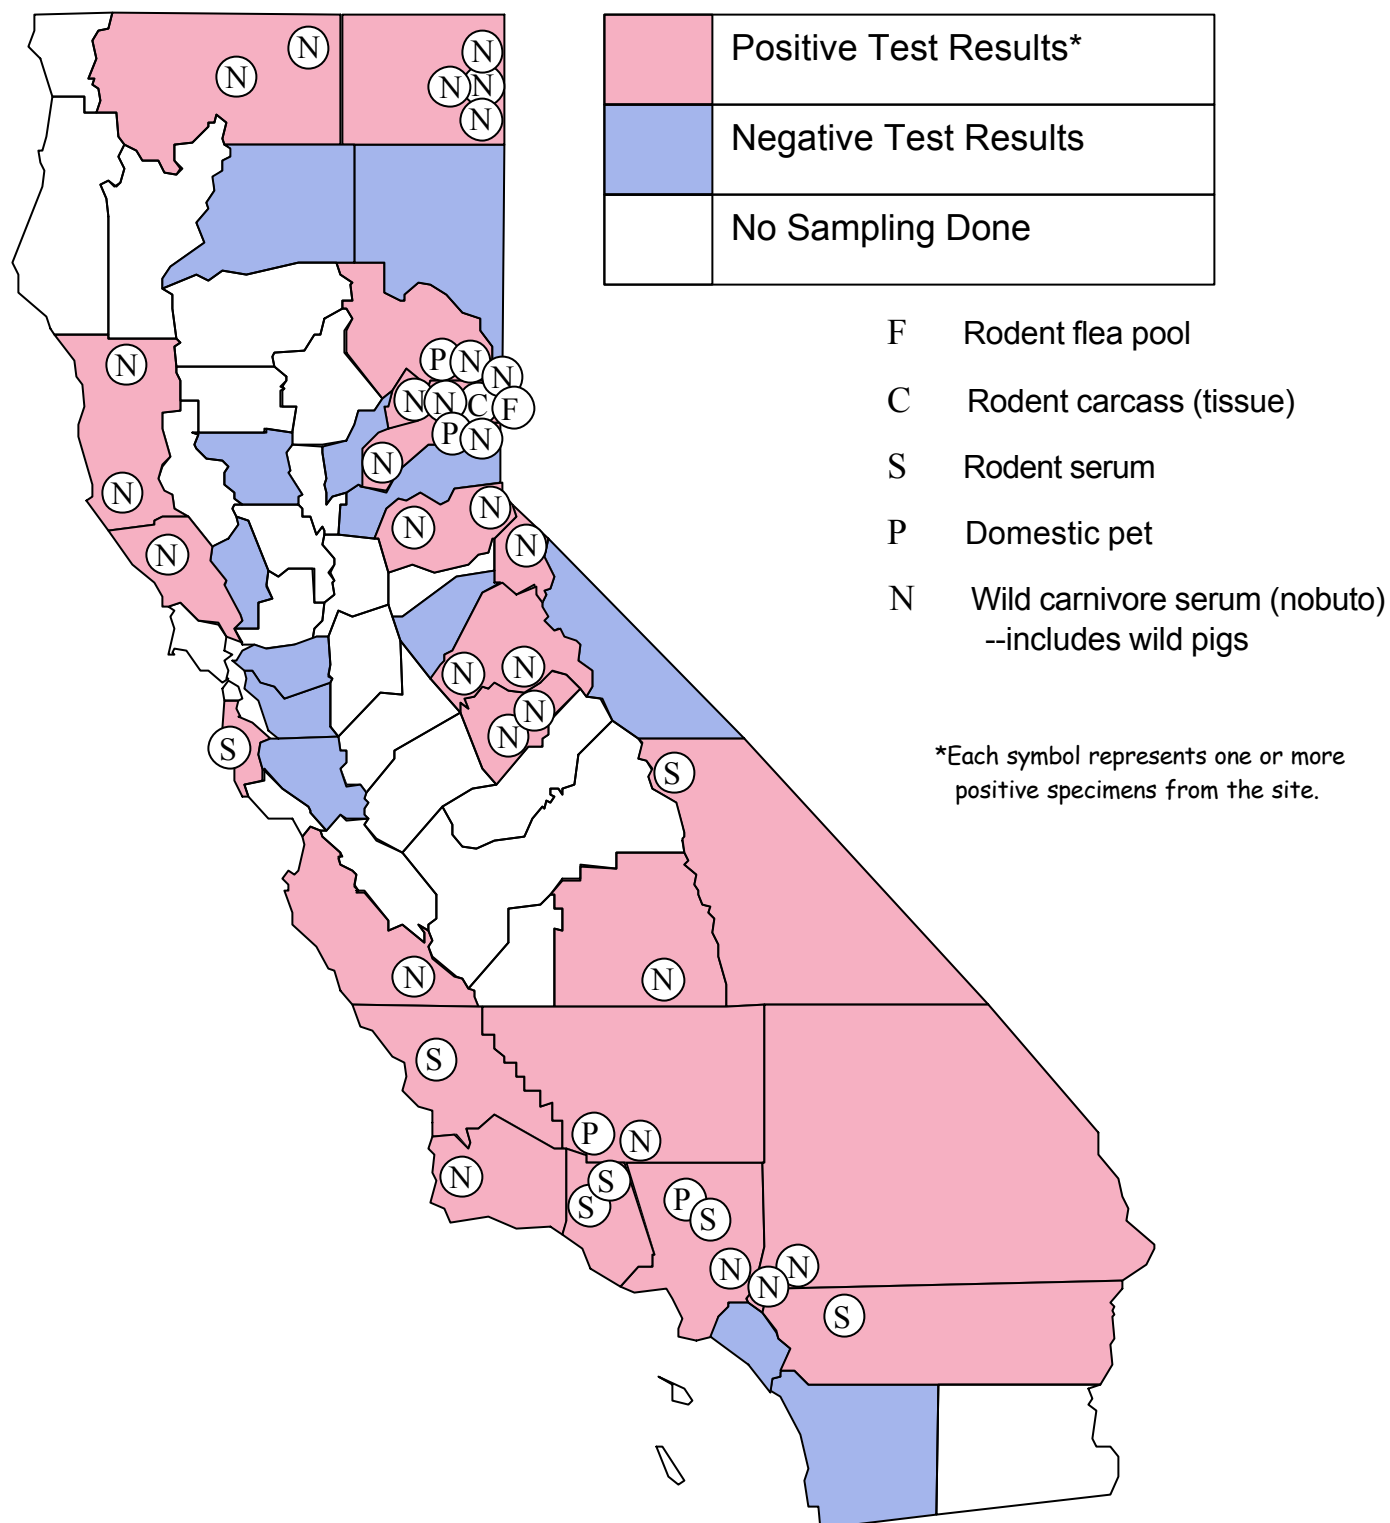 Positive Test Results*
Negative Test Results
No Sampling Done
F Rodent flea pool
C Rodent carcass (tissue)
S Rodent serum
P Domestic pet
N Wild carnivore serum (nobuto)
--includes wild pigs
*Each symbol represents one or more
positive specimens from the site.
N
N
N
N
N
N
N
P
N
N
N
N
C
F
P
N
N
N
N
N
N
N
N
N
N
N
N
S
S
N
N
S
P
N
N
S
S
P
S
N
N
N
S